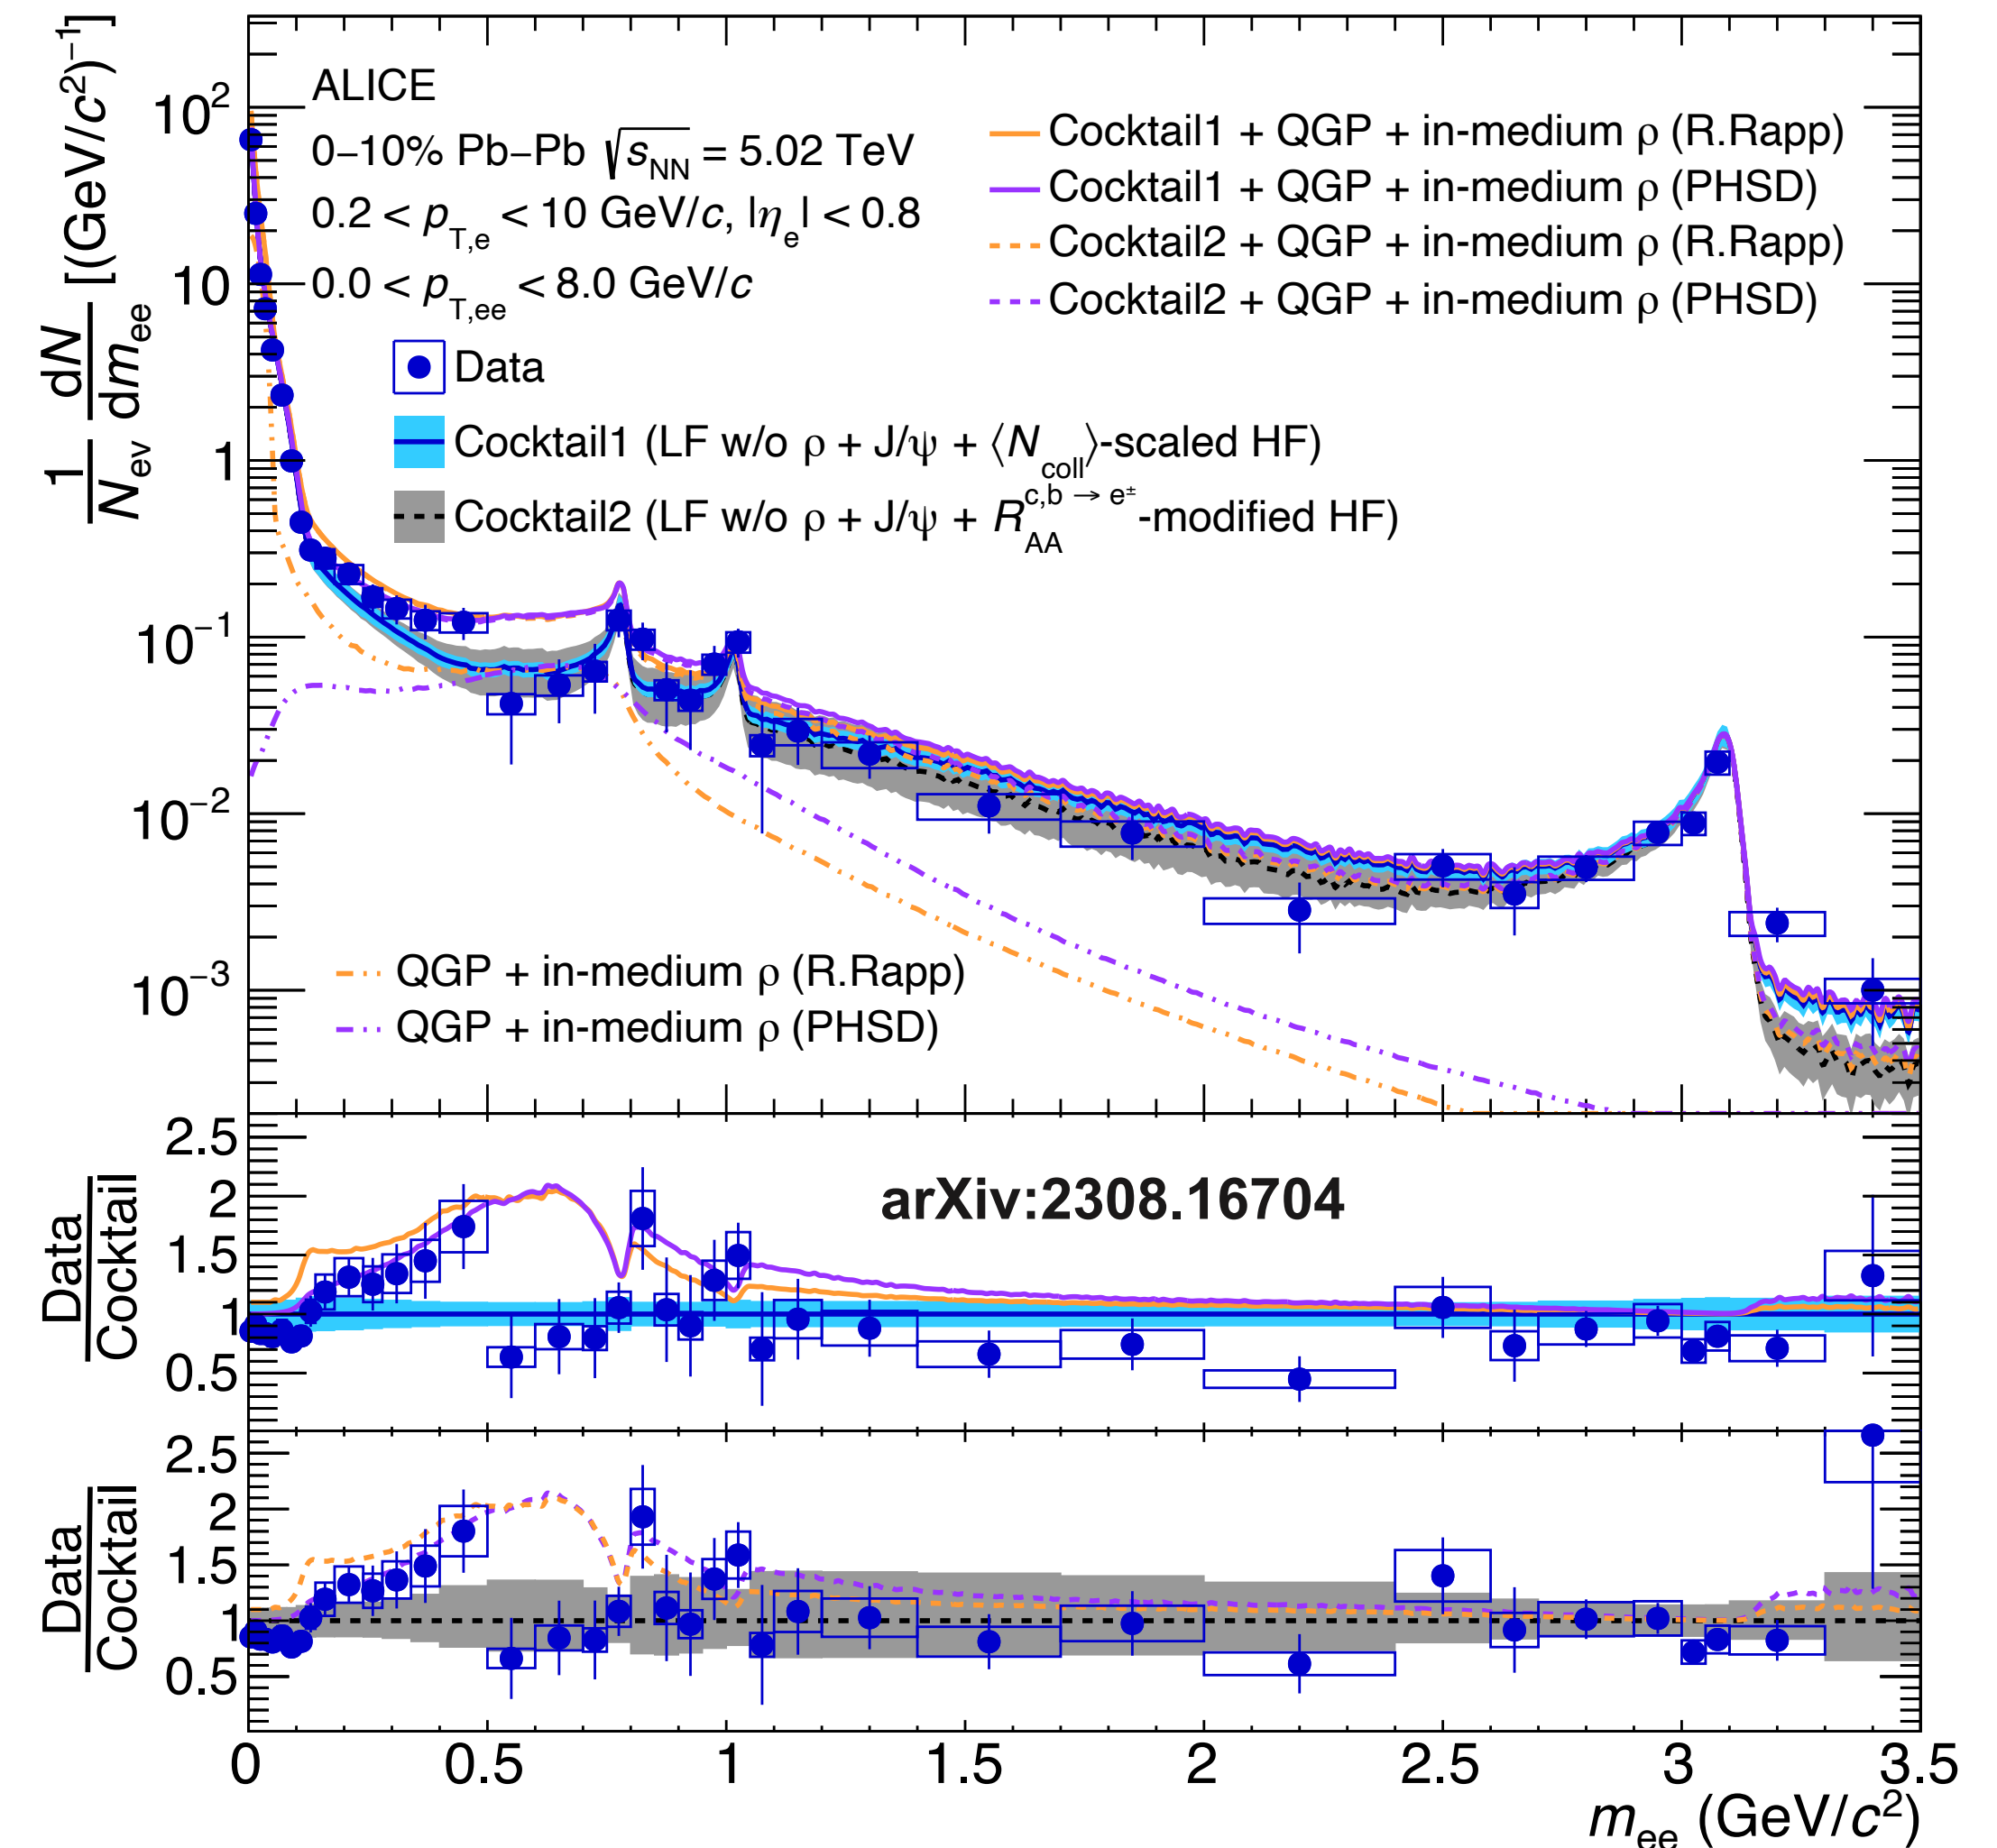 1/N_ev dN/dm_ee [(GeV/c²)⁻¹]
10²
10
1
10⁻¹
10⁻²
10⁻³
ALICE
0−10% Pb−Pb √s_NN = 5.02 TeV
0.2 < p_T,e < 10 GeV/c, |η_e| < 0.8
0.0 < p_T,ee < 8.0 GeV/c
Data
Cocktail1 (LF w/o ρ + J/ψ + ⟨N_coll⟩-scaled HF)
Cocktail2 (LF w/o ρ + J/ψ + R_AA^c,b → e±-modified HF)
Cocktail1 + QGP + in-medium ρ (R.Rapp)
Cocktail1 + QGP + in-medium ρ (PHSD)
Cocktail2 + QGP + in-medium ρ (R.Rapp)
Cocktail2 + QGP + in-medium ρ (PHSD)
QGP + in-medium ρ (R.Rapp)
QGP + in-medium ρ (PHSD)
Data
Cocktail
2.5
2
1.5
1
0.5
arXiv:2308.16704
Data
Cocktail
2.5
2
1.5
1
0.5
0 0.5 1 1.5 2 2.5 3 3.5
m_ee (GeV/c²)